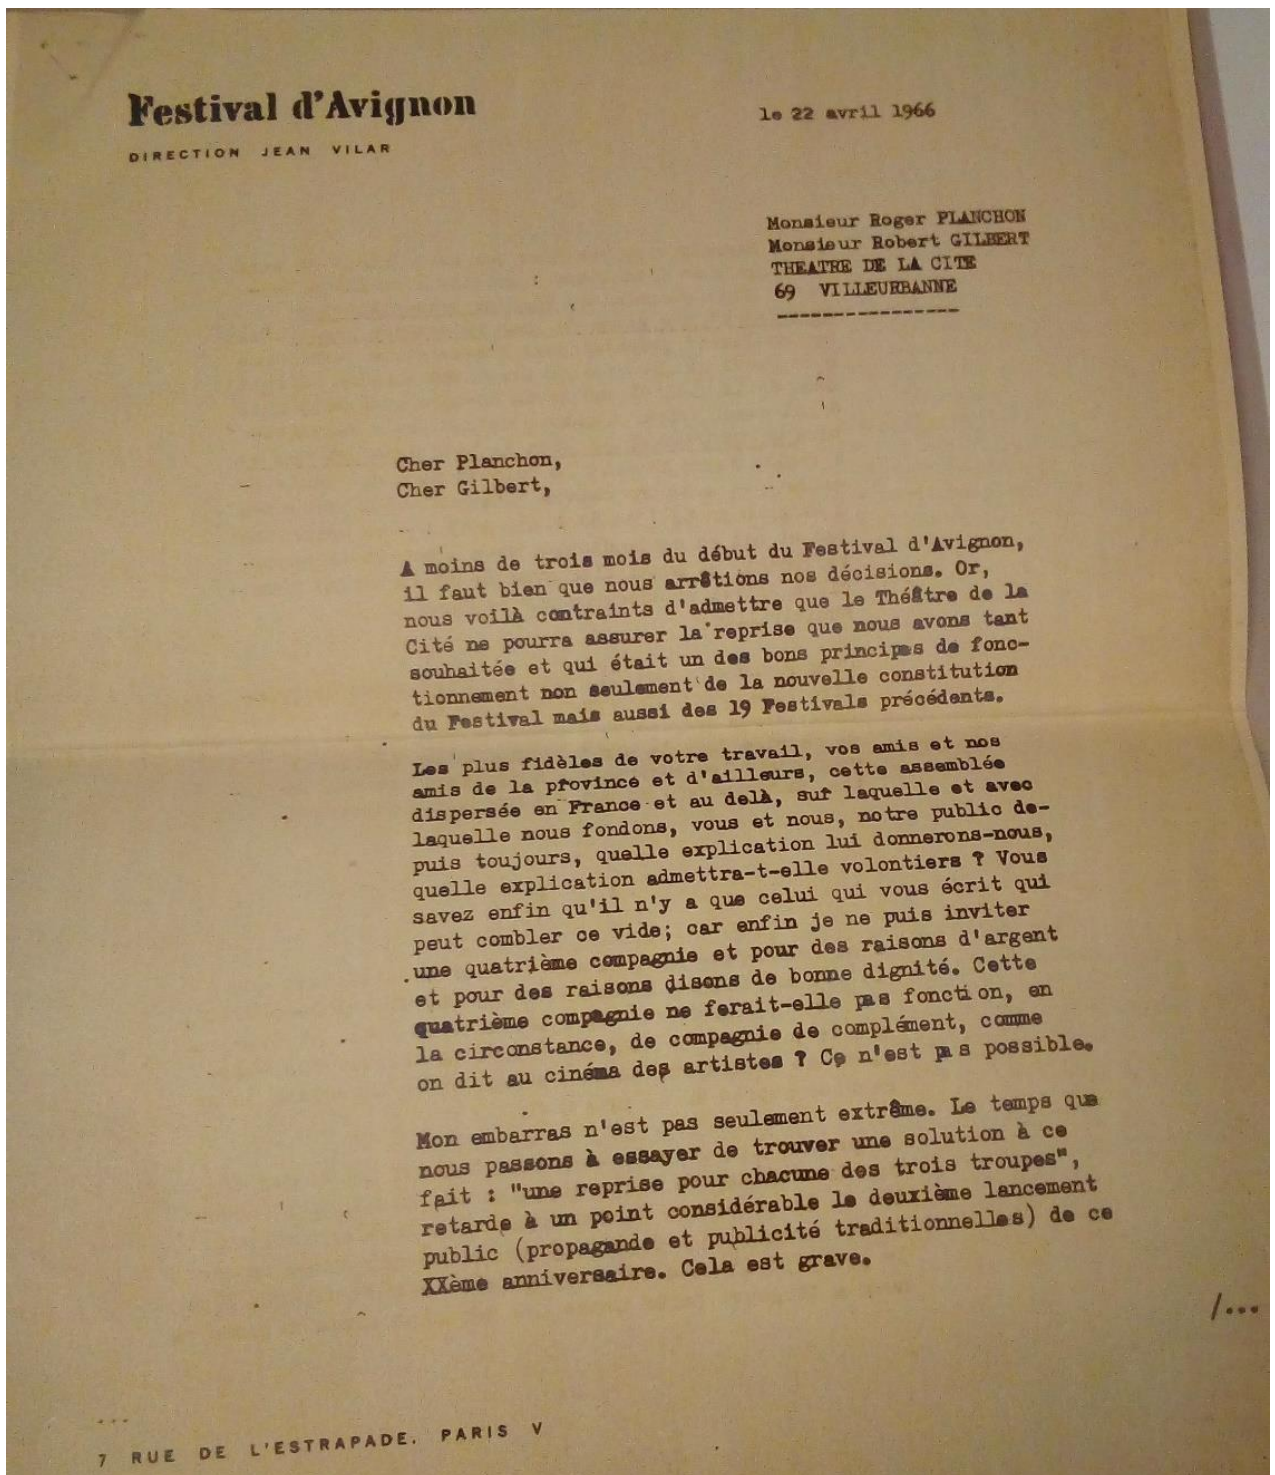 Festival d'Avignon
DIRECTION JEAN VILAR
le 22 avril 1966
Monsieur Roger PLANCHON
Monsieur Robert GILBERT
THEATRE DE LA CITE
69 VILLEURBANNE
-----------------
Cher Planchon,
Cher Gilbert,
A moins de trois mois du début du Festival d'Avignon,
il faut bien que nous arrêtions nos décisions. Or,
nous voilà contraints d'admettre que le Théâtre de la
Cité ne pourra assurer la reprise que nous avons tant
souhaitée et qui était un des bons principes de fonc-
tionnement non seulement de la nouvelle constitution
du Festival mais aussi des 19 Festivals précédents.
Les plus fidèles de votre travail, vos amis et nos
amis de la province et d'ailleurs, cette assemblée
dispersée en France et au delà, sur laquelle et avec
laquelle nous fondons, vous et nous, notre public de-
puis toujours, quelle explication lui donnerons-nous,
quelle explication admettra-t-elle volontiers ? Vous
savez enfin qu'il n'y a que celui qui vous écrit qui
peut combler ce vide; car enfin je ne puis inviter
une quatrième compagnie et pour des raisons d'argent
et pour des raisons disons de bonne dignité. Cette
quatrième compagnie ne ferait-elle pas fonction, en
la circonstance, de compagnie de complément, comme
on dit au cinéma des artistes ? Ce n'est pas possible.
Mon embarras n'est pas seulement extrême. Le temps que
nous passons à essayer de trouver une solution à ce
fait : "une reprise pour chacune des trois troupes",
retarde à un point considérable le deuxième lancement
public (propagande et publicité traditionnelles) de ce
XXème anniversaire. Cela est grave.
/...
...
7 RUE DE L'ESTRAPADE. PARIS V